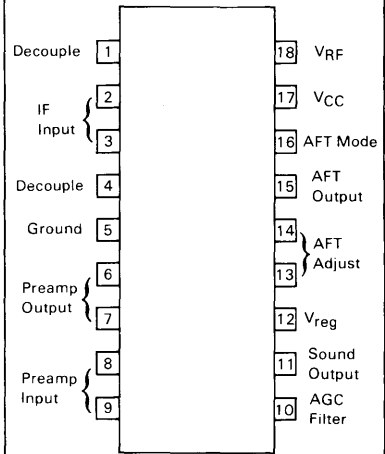 Decouple 1
IF
Input
2
3
Decouple 4
Ground 5
Preamp
Output
6
7
Preamp
Input
8
9
18 VRF
17 VCC
16 AFT Mode
15 AFT
Output
14
13
AFT
Adjust
12 Vreg
11 Sound
Output
10 AGC
Filter